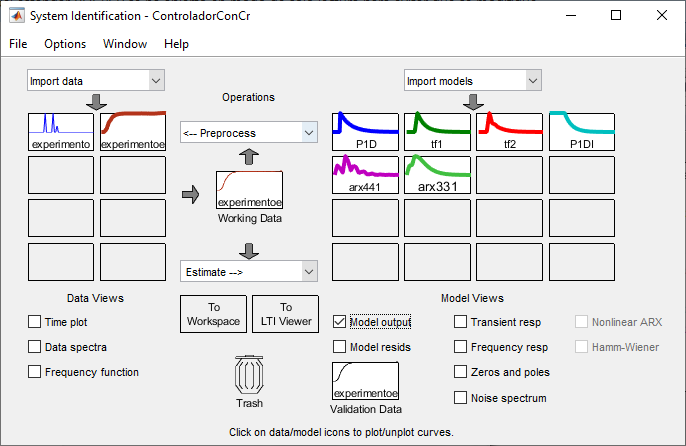 System Identification - ControladorConCr
File Options Window Help
Import data
Import models
Operations
experimento
experimentoe
<-- Preprocess
P1D
tf1
tf2
P1DI
arx441
arx331
experimentoe
Working Data
Estimate -->
Data Views
Model Views
To
Workspace
To
LTI Viewer
Time plot
Data spectra
Frequency function
Model output
Model resids
Transient resp
Frequency resp
Zeros and poles
Noise spectrum
Nonlinear ARX
Hamm-Wiener
Trash
experimentoe
Validation Data
Click on data/model icons to plot/unplot curves.